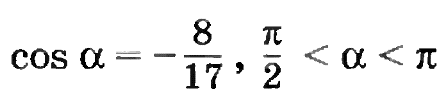 cos α = −8/17, π/2 < α < π